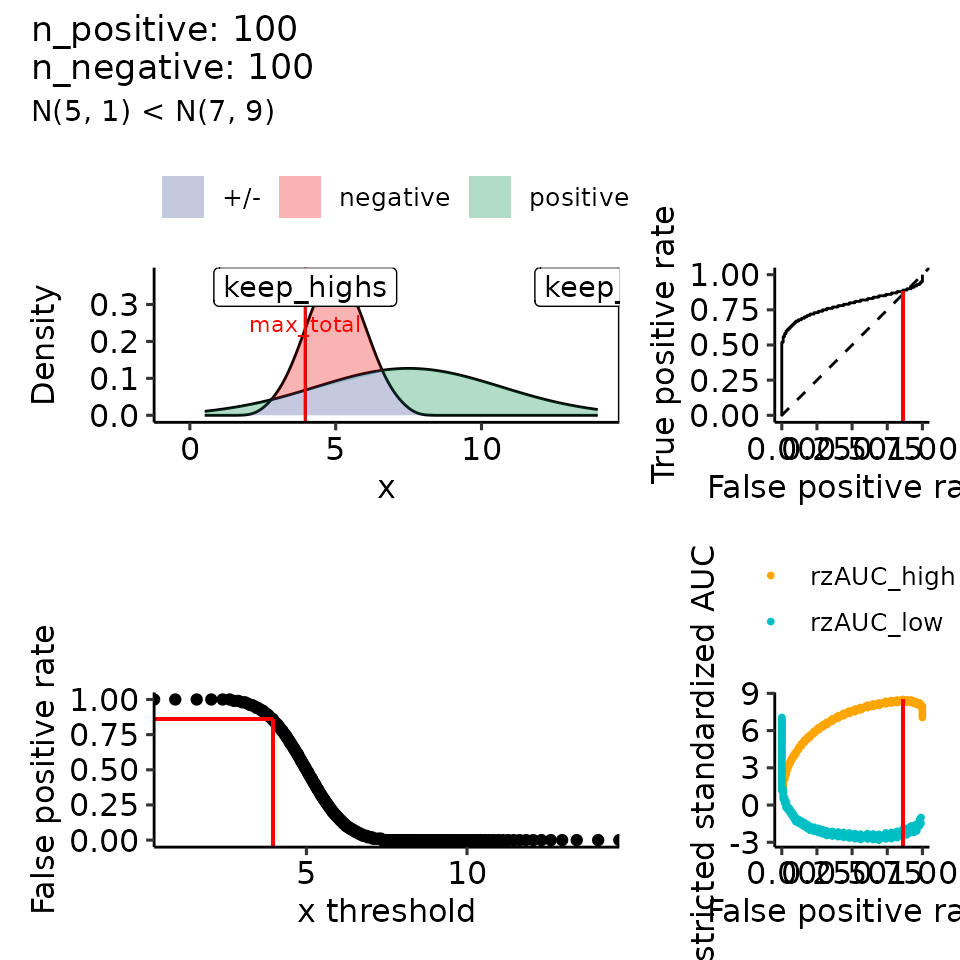 n_positive: 100
n_negative: 100
N(5, 1) < N(7, 9)
+/- negative positive
keep_highs
keep_
max_total
Density
0.3
0.2
0.1
0.0
0 5 10
x
True positive rate
1.00
0.75
0.50
0.25
0.00
False positive ra
False positive rate
1.00
0.75
0.50
0.25
0.00
5 10
x threshold
rzAUC_high
rzAUC_low
stricted standardized AUC
9
6
3
0
-3
False positive ra